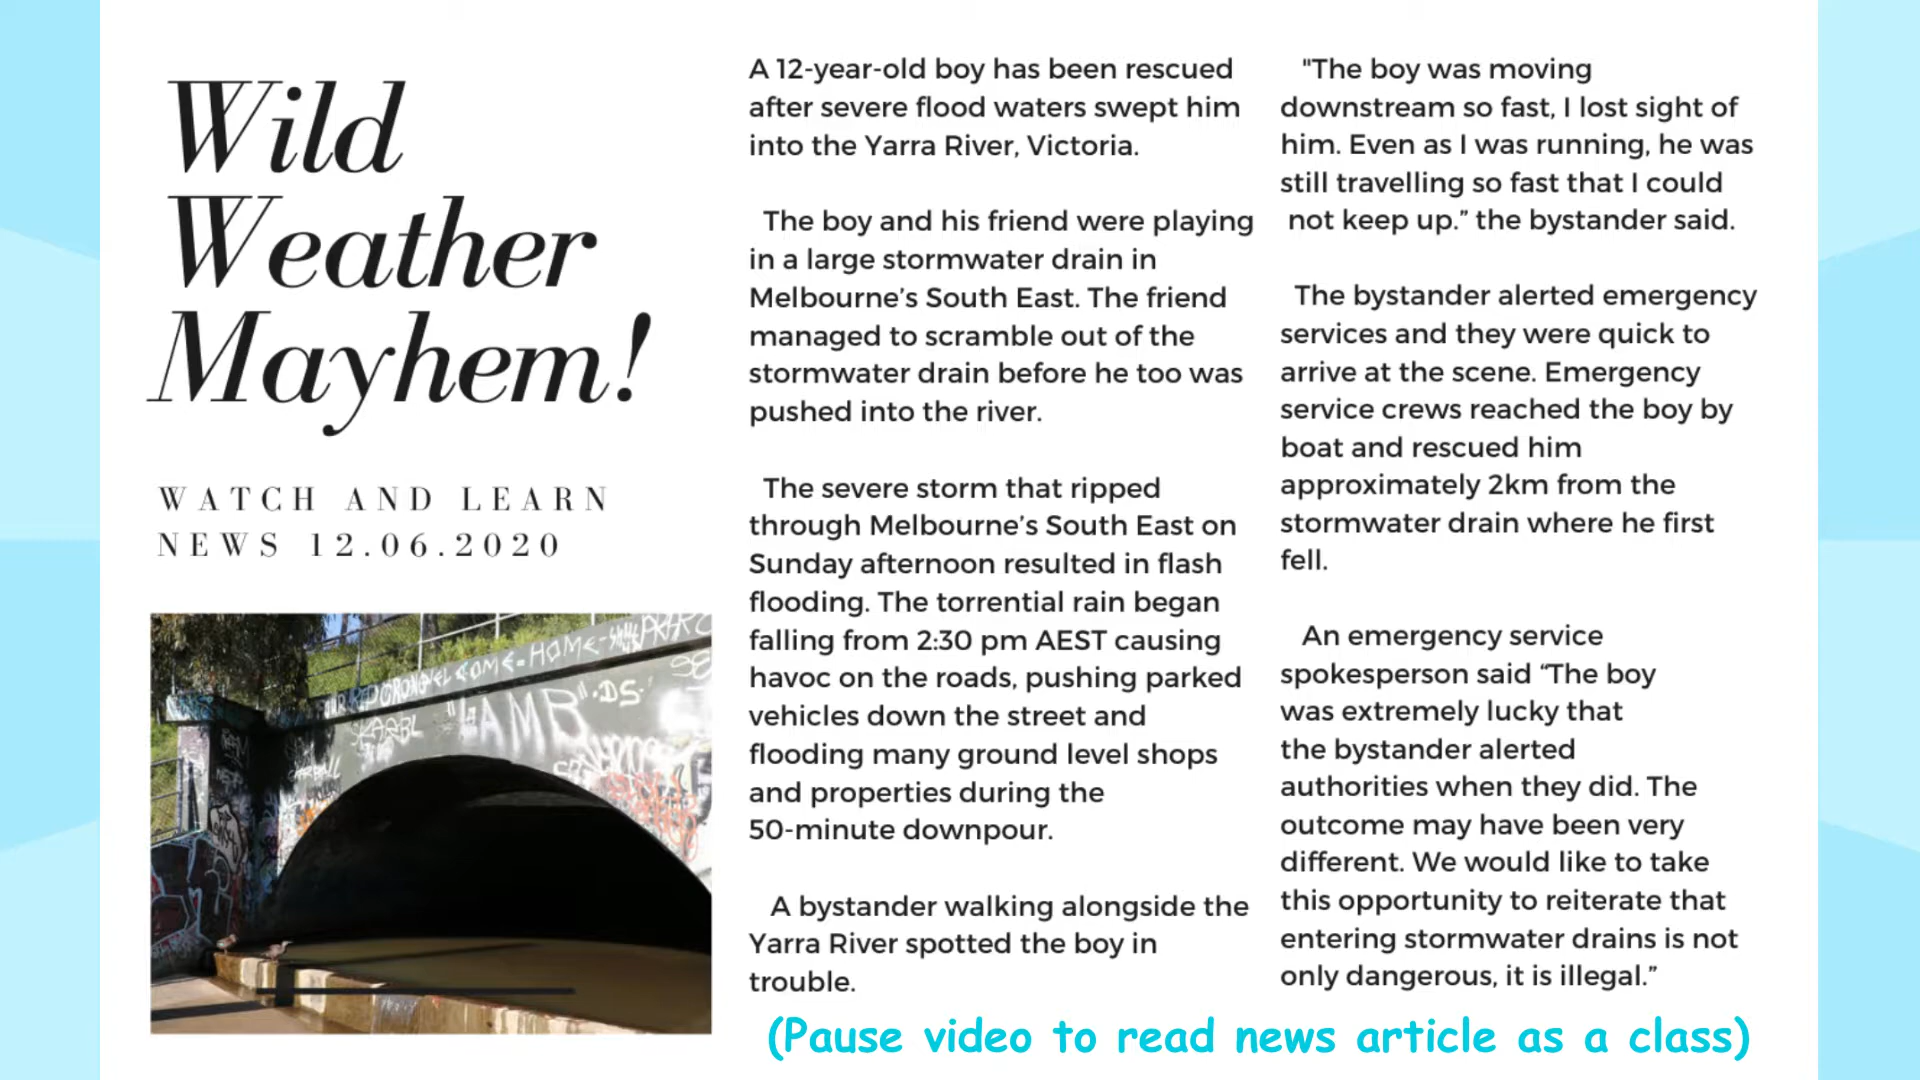 Wild
Weather
Mayhem!
WATCH AND LEARN
NEWS 12.06.2020
A 12-year-old boy has been rescued
after severe flood waters swept him
into the Yarra River, Victoria.
The boy and his friend were playing
in a large stormwater drain in
Melbourne's South East. The friend
managed to scramble out of the
stormwater drain before he too was
pushed into the river.
The severe storm that ripped
through Melbourne's South East on
Sunday afternoon resulted in flash
flooding. The torrential rain began
falling from 2:30 pm AEST causing
havoc on the roads, pushing parked
vehicles down the street and
flooding many ground level shops
and properties during the
50-minute downpour.
A bystander walking alongside the
Yarra River spotted the boy in
trouble.
"The boy was moving
downstream so fast, I lost sight of
him. Even as I was running, he was
still travelling so fast that I could
not keep up.” the bystander said.
The bystander alerted emergency
services and they were quick to
arrive at the scene. Emergency
service crews reached the boy by
boat and rescued him
approximately 2km from the
stormwater drain where he first
fell.
An emergency service
spokesperson said “The boy
was extremely lucky that
the bystander alerted
authorities when they did. The
outcome may have been very
different. We would like to take
this opportunity to reiterate that
entering stormwater drains is not
only dangerous, it is illegal.”
"LAMB" .DS.
(Pause video to read news article as a class)